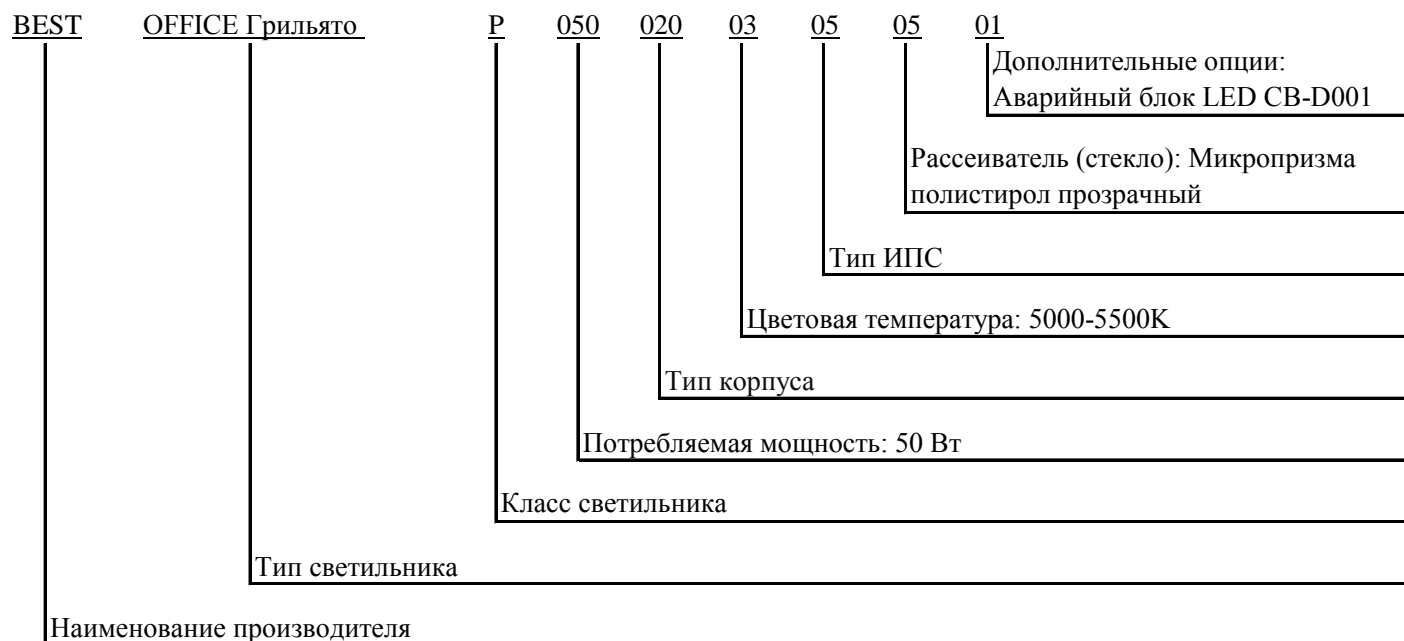 BEST OFFICE Грильято P 050 020 03 05 05 01
Дополнительные опции:
Аварийный блок LED CB-D001
Рассеиватель (стекло): Микропризма
полистирол прозрачный
Тип ИПС
Цветовая температура: 5000-5500K
Тип корпуса
Потребляемая мощность: 50 Вт
Класс светильника
Тип светильника
Наименование производителя